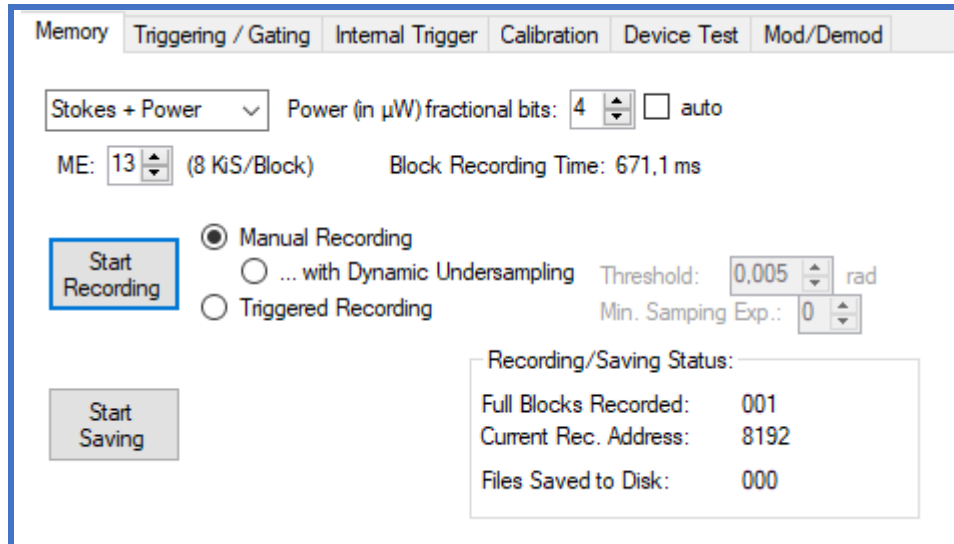 Memory Triggering / Gating Internal Trigger Calibration Device Test Mod/Demod
Stokes + Power Power (in µW) fractional bits: 4 auto
ME: 13 (8 KiS/Block) Block Recording Time: 671,1 ms
Start Recording
Manual Recording
... with Dynamic Undersampling Threshold: 0,005 rad
Triggered Recording Min. Samping Exp.: 0
Recording/Saving Status:
Start Saving
Full Blocks Recorded: 001
Current Rec. Address: 8192
Files Saved to Disk: 000